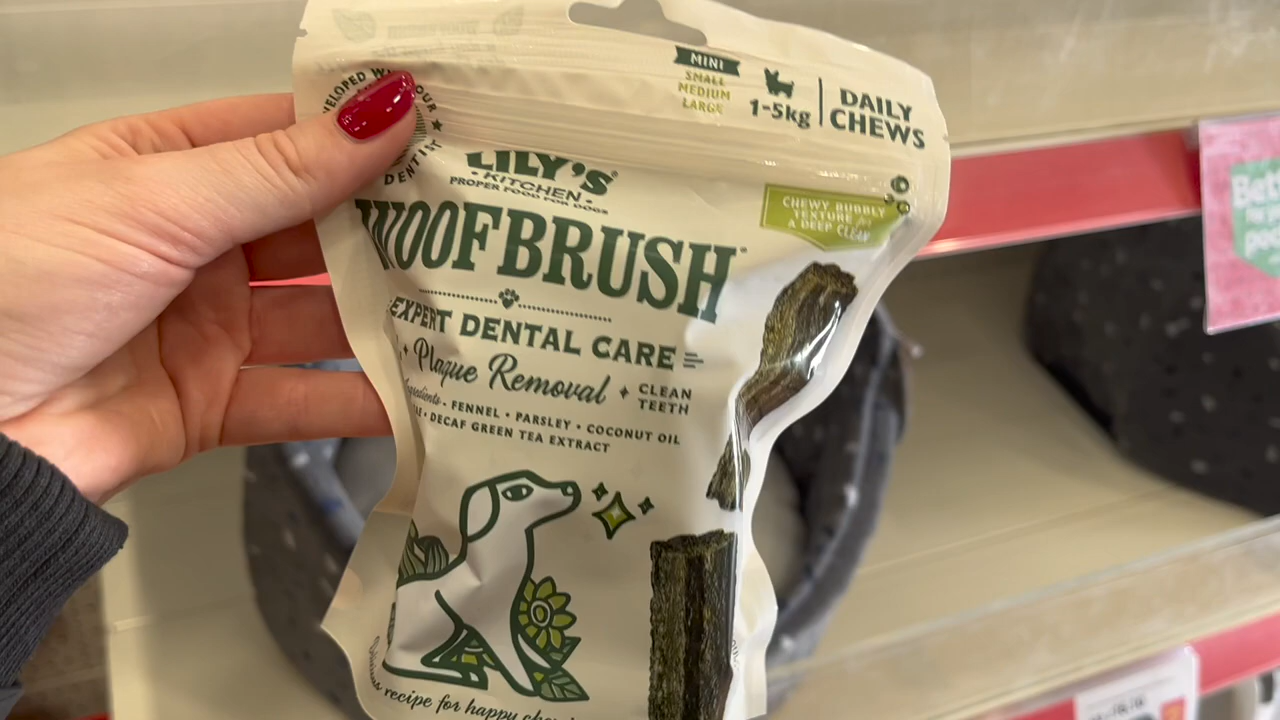 MINI
SMALL
MEDIUM
LARGE
1-5kg
DAILY
CHEWS
DENTIST
LILY'S
KITCHEN
PROPER FOOD FOR DOGS
CHEWY BUBBLY
TEXTURE for
A DEEP CLEAN
WOOFBRUSH
EXPERT DENTAL CARE
Plaque Removal
CLEAN
TEETH
FENNEL • PARSLEY • COCONUT OIL
• DECAF GREEN TEA EXTRACT
recipe for happy